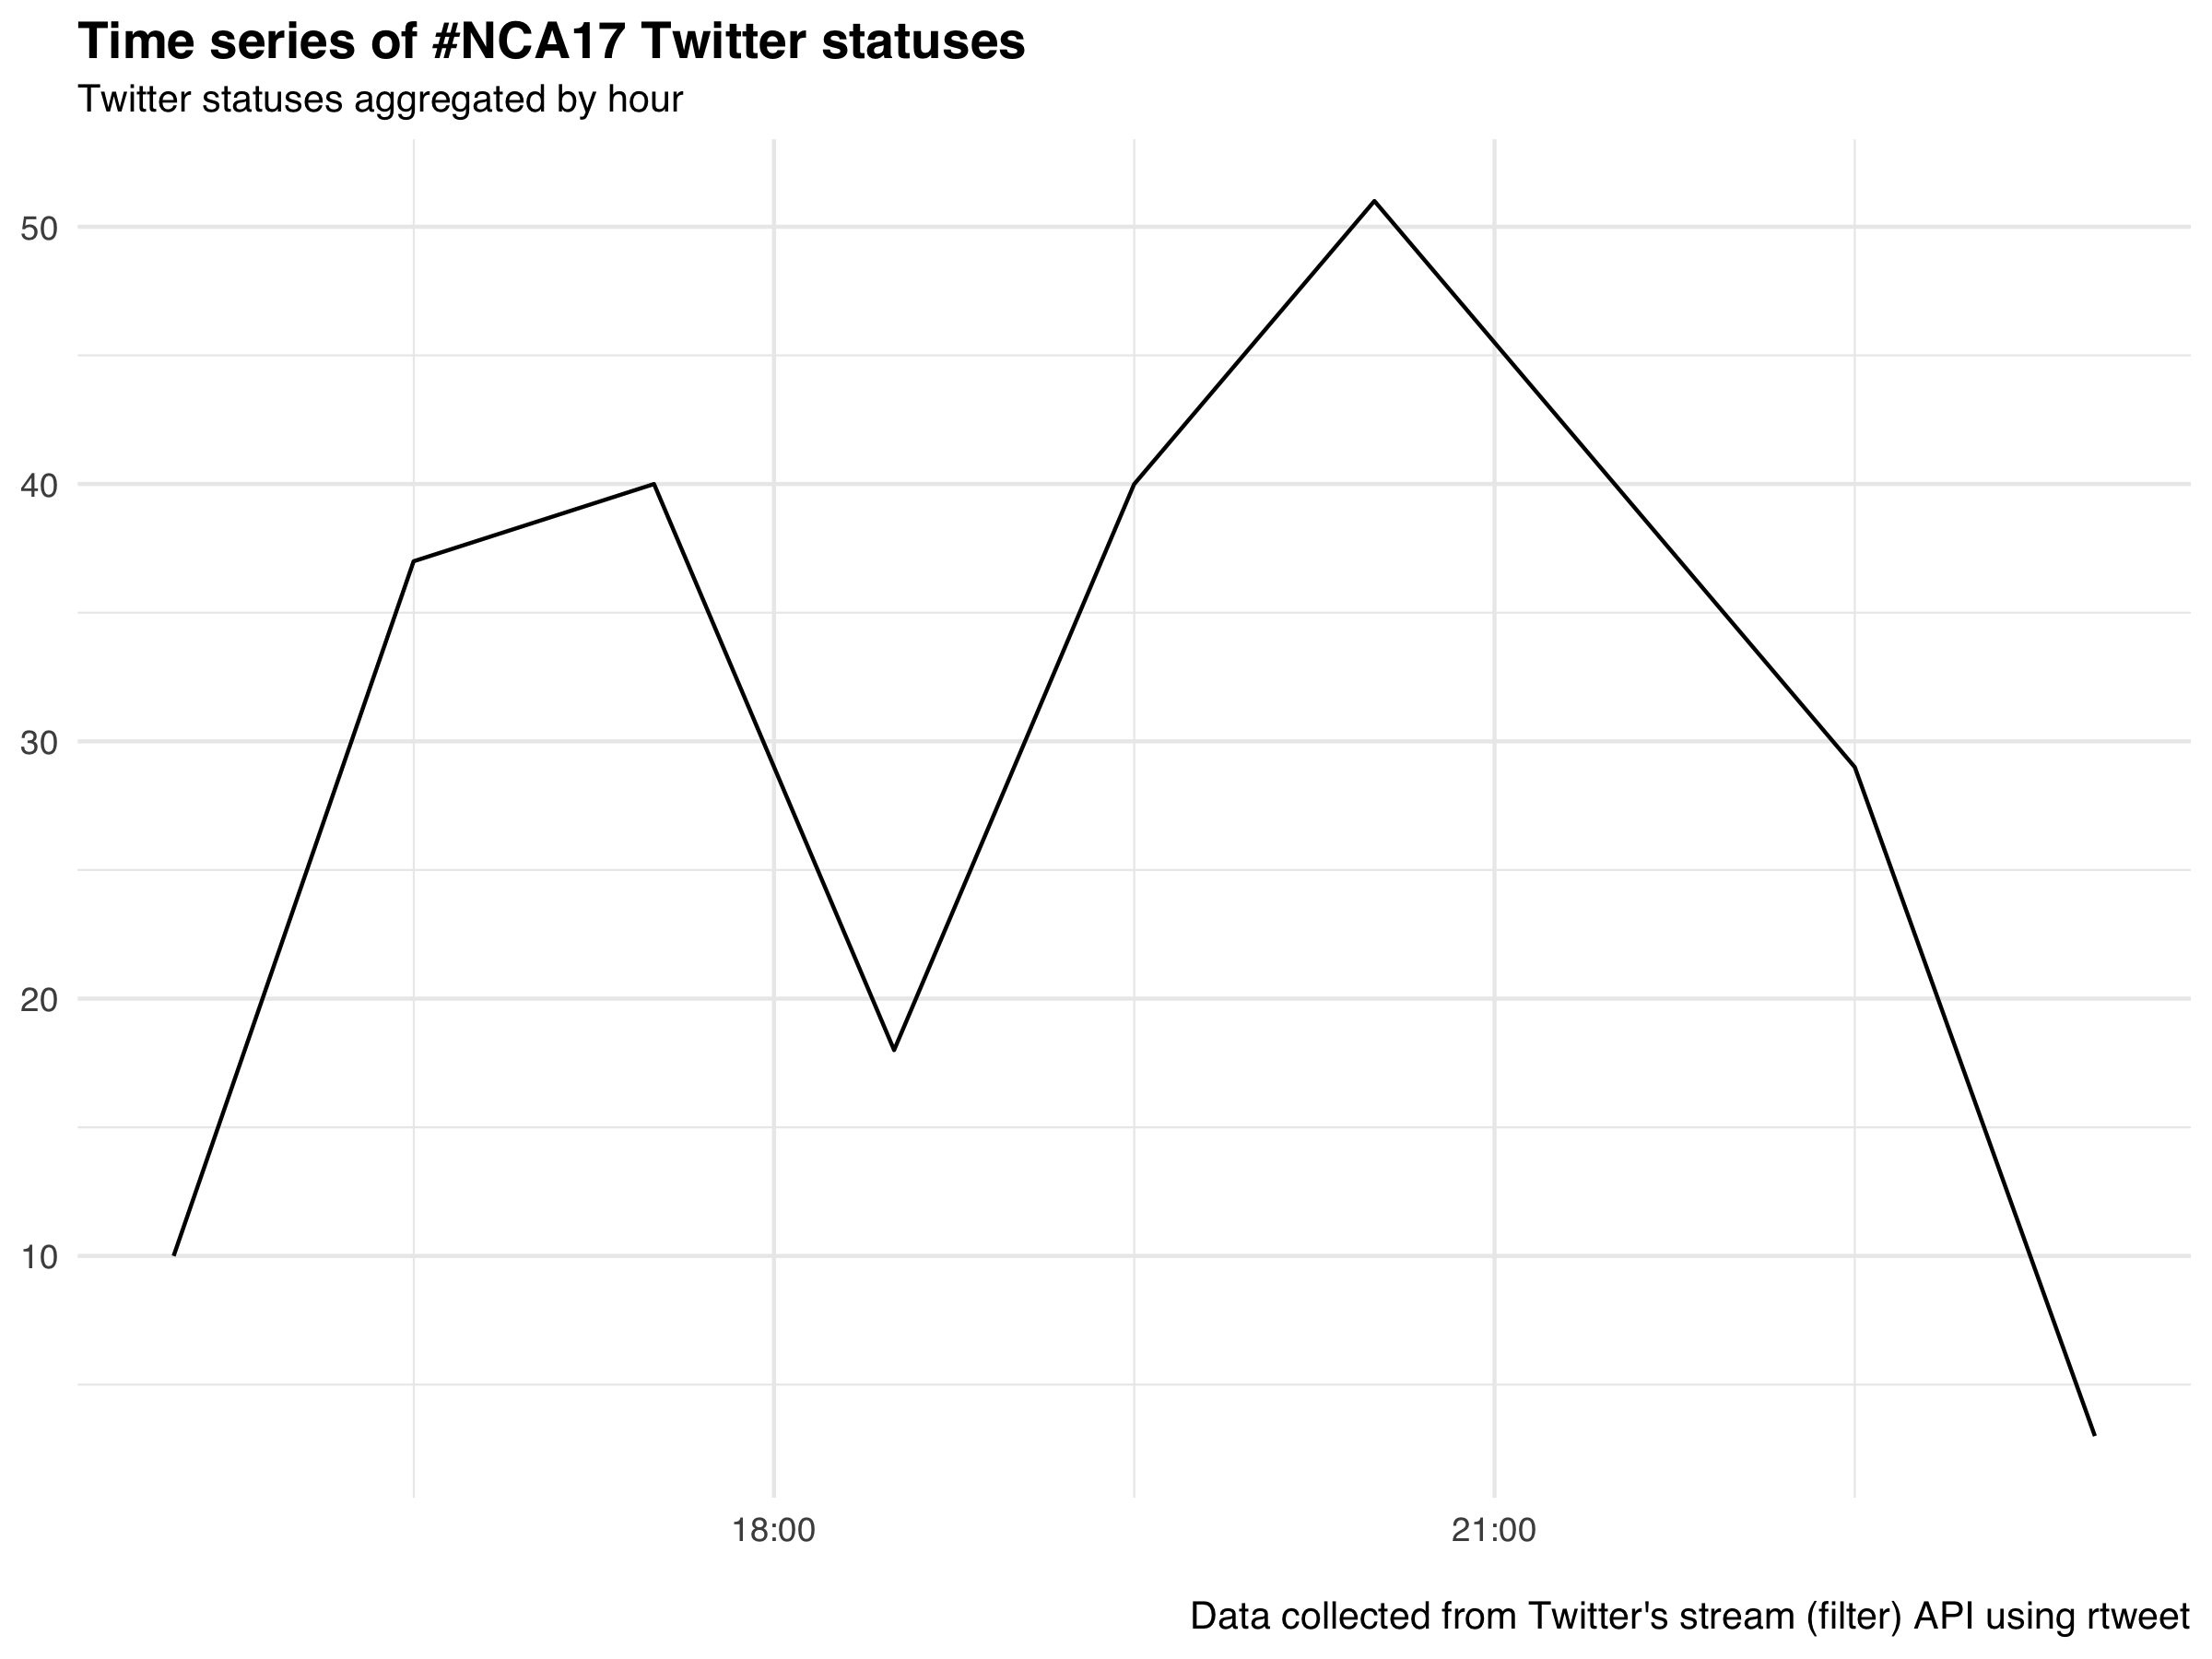 Time series of #NCA17 Twitter statuses
Twitter statuses aggregated by hour
50
40
30
20
10
18:00
21:00
Data collected from Twitter's stream (filter) API using rtweet